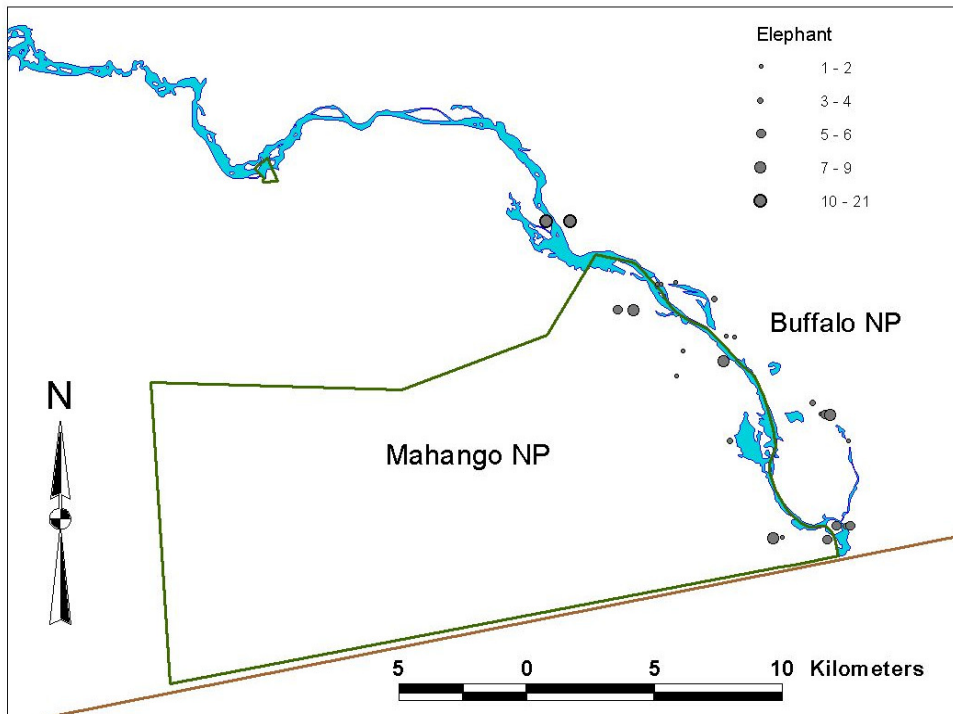 Elephant
1 - 2
3 - 4
5 - 6
7 - 9
10 - 21
Buffalo NP
Mahango NP
N
5 0 5 10 Kilometers